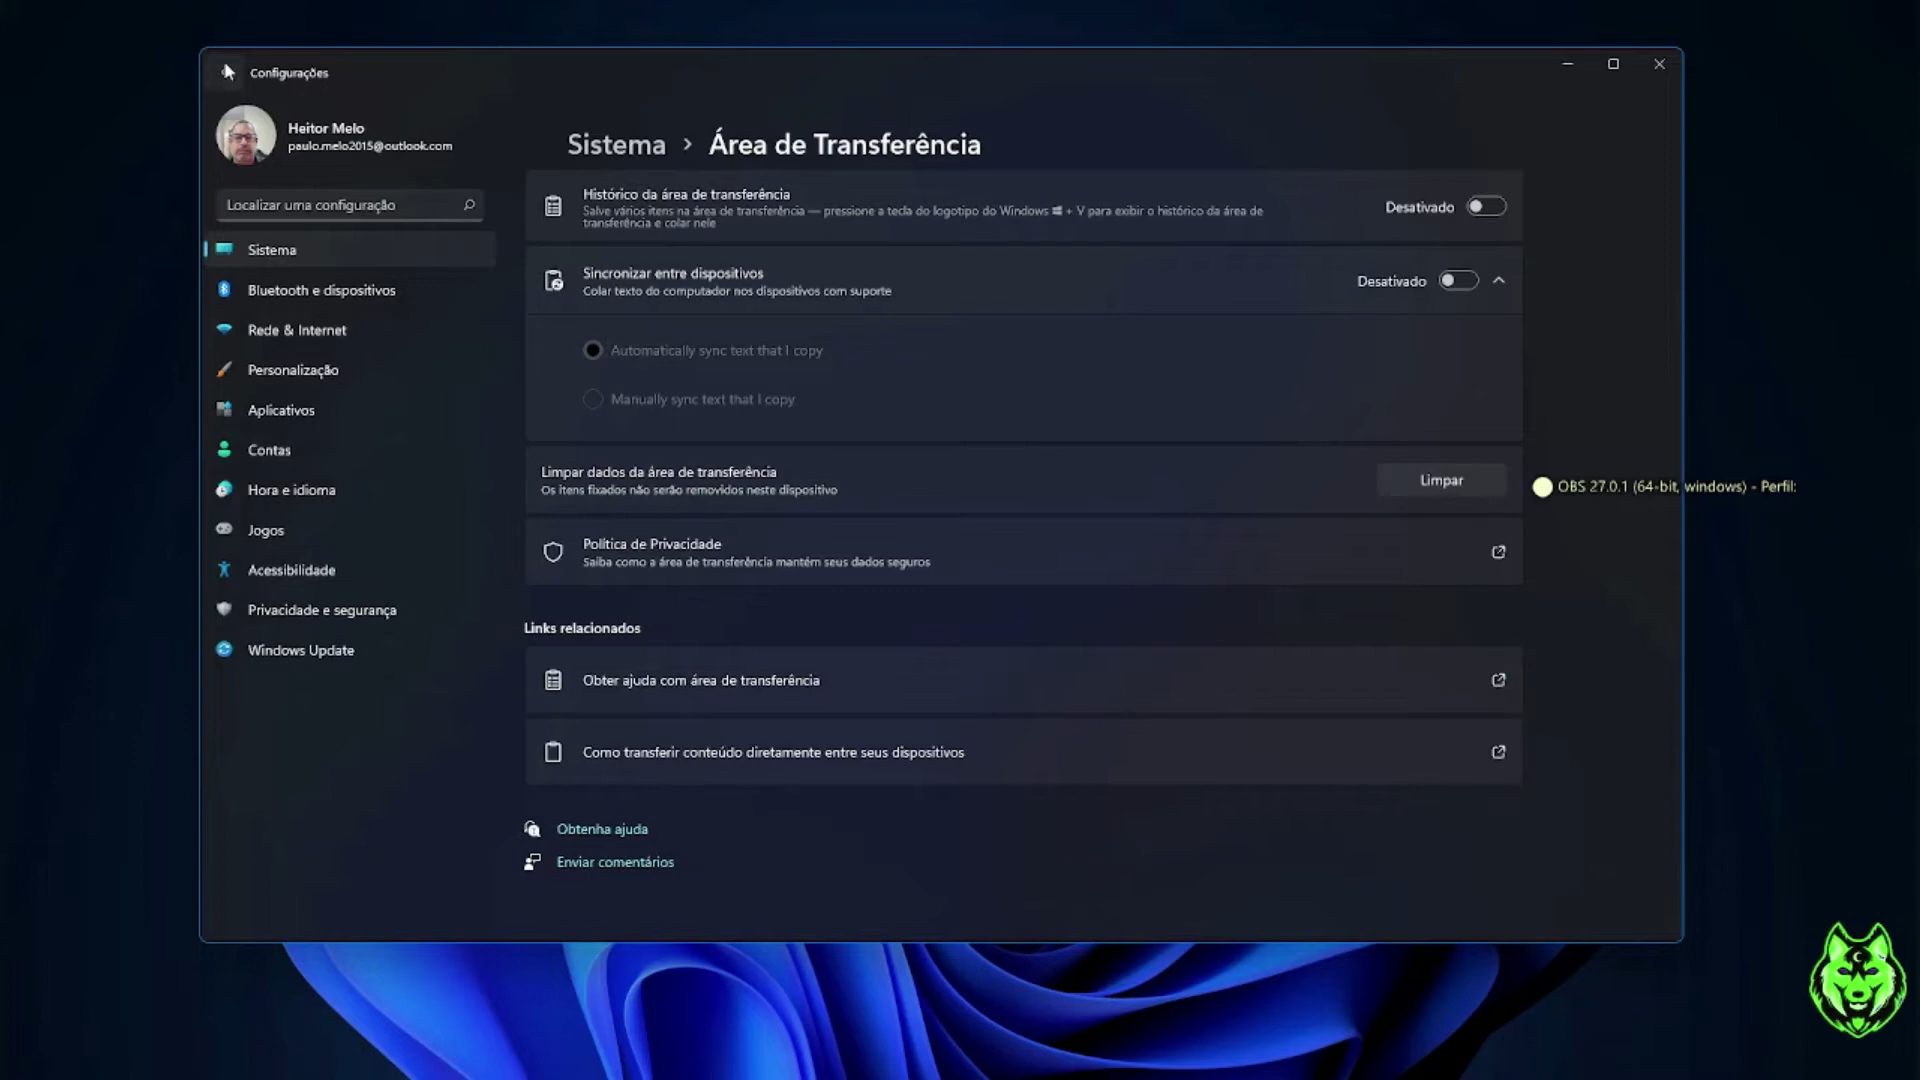 Configurações
Heitor Melo
paulo.melo2015@outlook.com
Localizar uma configuração
Sistema
Bluetooth e dispositivos
Rede & Internet
Personalização
Aplicativos
Contas
Hora e idioma
Jogos
Acessibilidade
Privacidade e segurança
Windows Update
Sistema > Área de Transferência
Histórico da área de transferência
Salve vários itens na área de transferência — pressione a tecla do logotipo do Windows + V para exibir o histórico da área de
transferência e colar nele
Desativado
Sincronizar entre dispositivos
Colar texto do computador nos dispositivos com suporte
Desativado
Automatically sync text that I copy
Manually sync text that I copy
Limpar dados da área de transferência
Os itens fixados não serão removidos neste dispositivo
Limpar
OBS 27.0.1 (64-bit, windows) - Perfil:
Política de Privacidade
Saiba como a área de transferência mantém seus dados seguros
Links relacionados
Obter ajuda com área de transferência
Como transferir conteúdo diretamente entre seus dispositivos
Obtenha ajuda
Enviar comentários